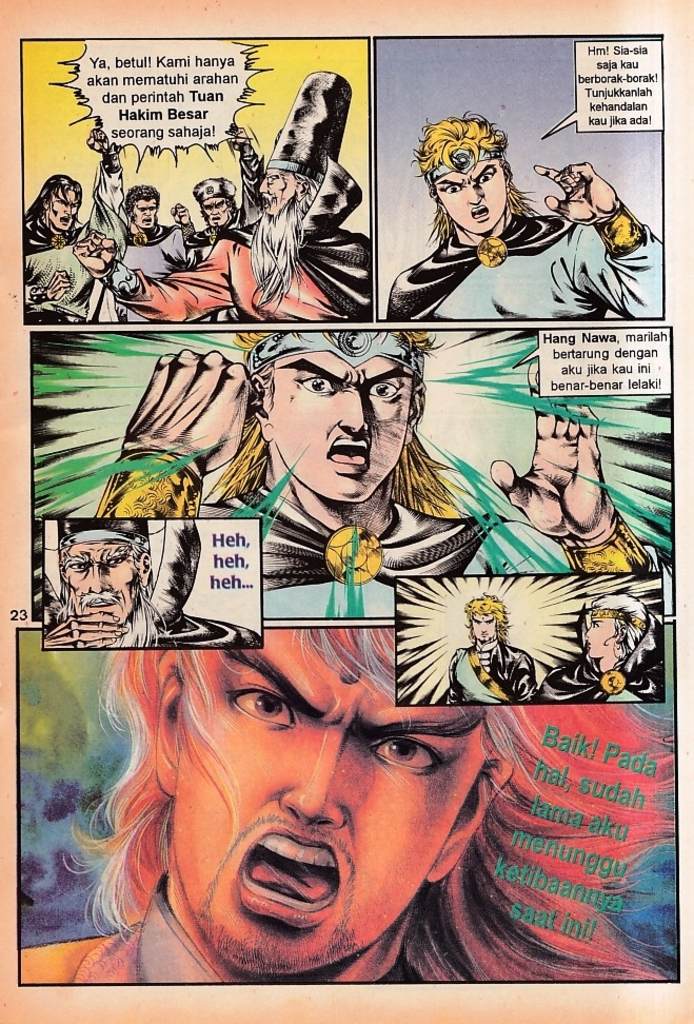 Ya, betul! Kami hanya
akan mematuhi arahan
dan perintah Tuan
Hakim Besar
seorang sahaja!
Hm! Sia-sia
saja kau
berborak-borak!
Tunjukkanlah
kehandalan
kau jika ada!
Hang Nawa, marilah
bertarung dengan
aku jika kau ini
benar-benar lelaki!
Heh,
heh,
heh...
23
Baik! Pada
hal, sudah
lama aku
menunggu
ketibaannya
saat ini!